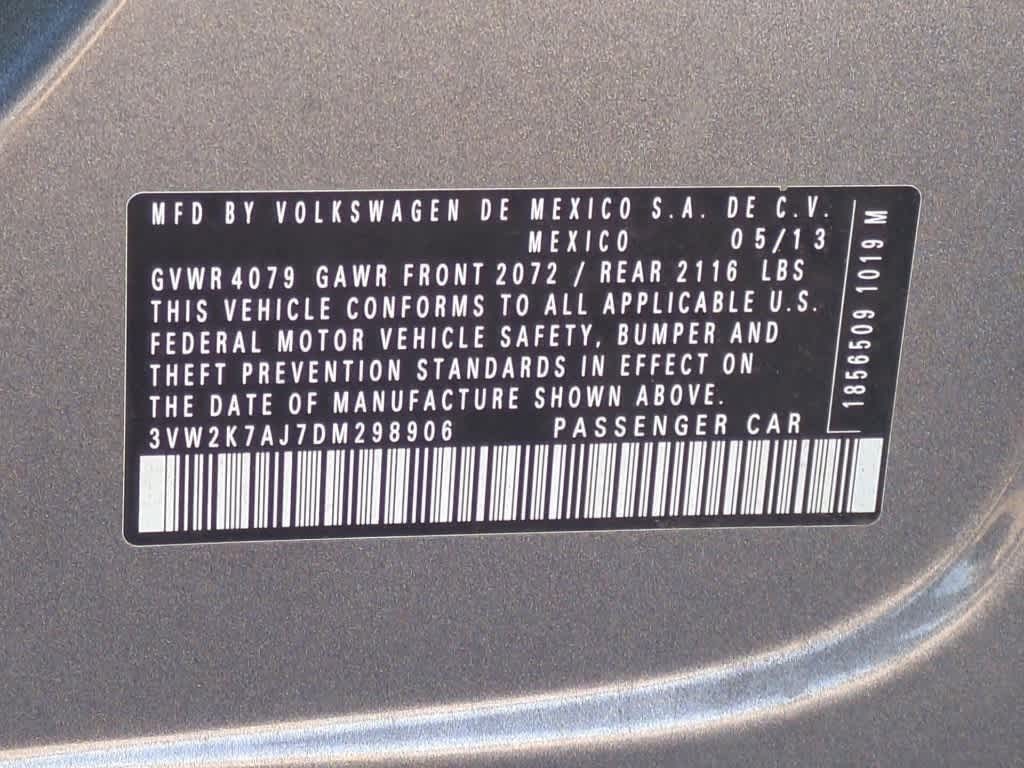 MFD BY VOLKSWAGEN DE MEXICO S.A. DE C.V.
MEXICO 05/13
GVWR 4079 GAWR FRONT 2072 / REAR 2116 LBS
THIS VEHICLE CONFORMS TO ALL APPLICABLE U.S.
FEDERAL MOTOR VEHICLE SAFETY, BUMPER AND
THEFT PREVENTION STANDARDS IN EFFECT ON
THE DATE OF MANUFACTURE SHOWN ABOVE.
3VW2K7AJ7DM298906 PASSENGER CAR
1856509 1019 M